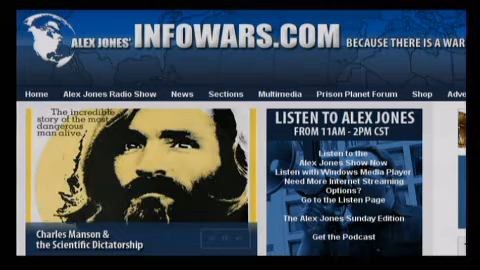 ALEX JONES' INFOWARS.COM BECAUSE THERE IS A WAR
Home Alex Jones Radio Show News Sections Multimedia Prison Planet Forum Shop Adve
The incredible
story of the most
dangerous
man alive.
Charles Manson &
the Scientific Dictatorship
LISTEN TO ALEX JONES
FROM 11AM - 2PM CST
Listen to the
Alex Jones Show Now
Listen with Windows Media Player
Need More Internet Streaming
Options?
Go to the Listen Page
The Alex Jones Sunday Edition
Get the Podcast